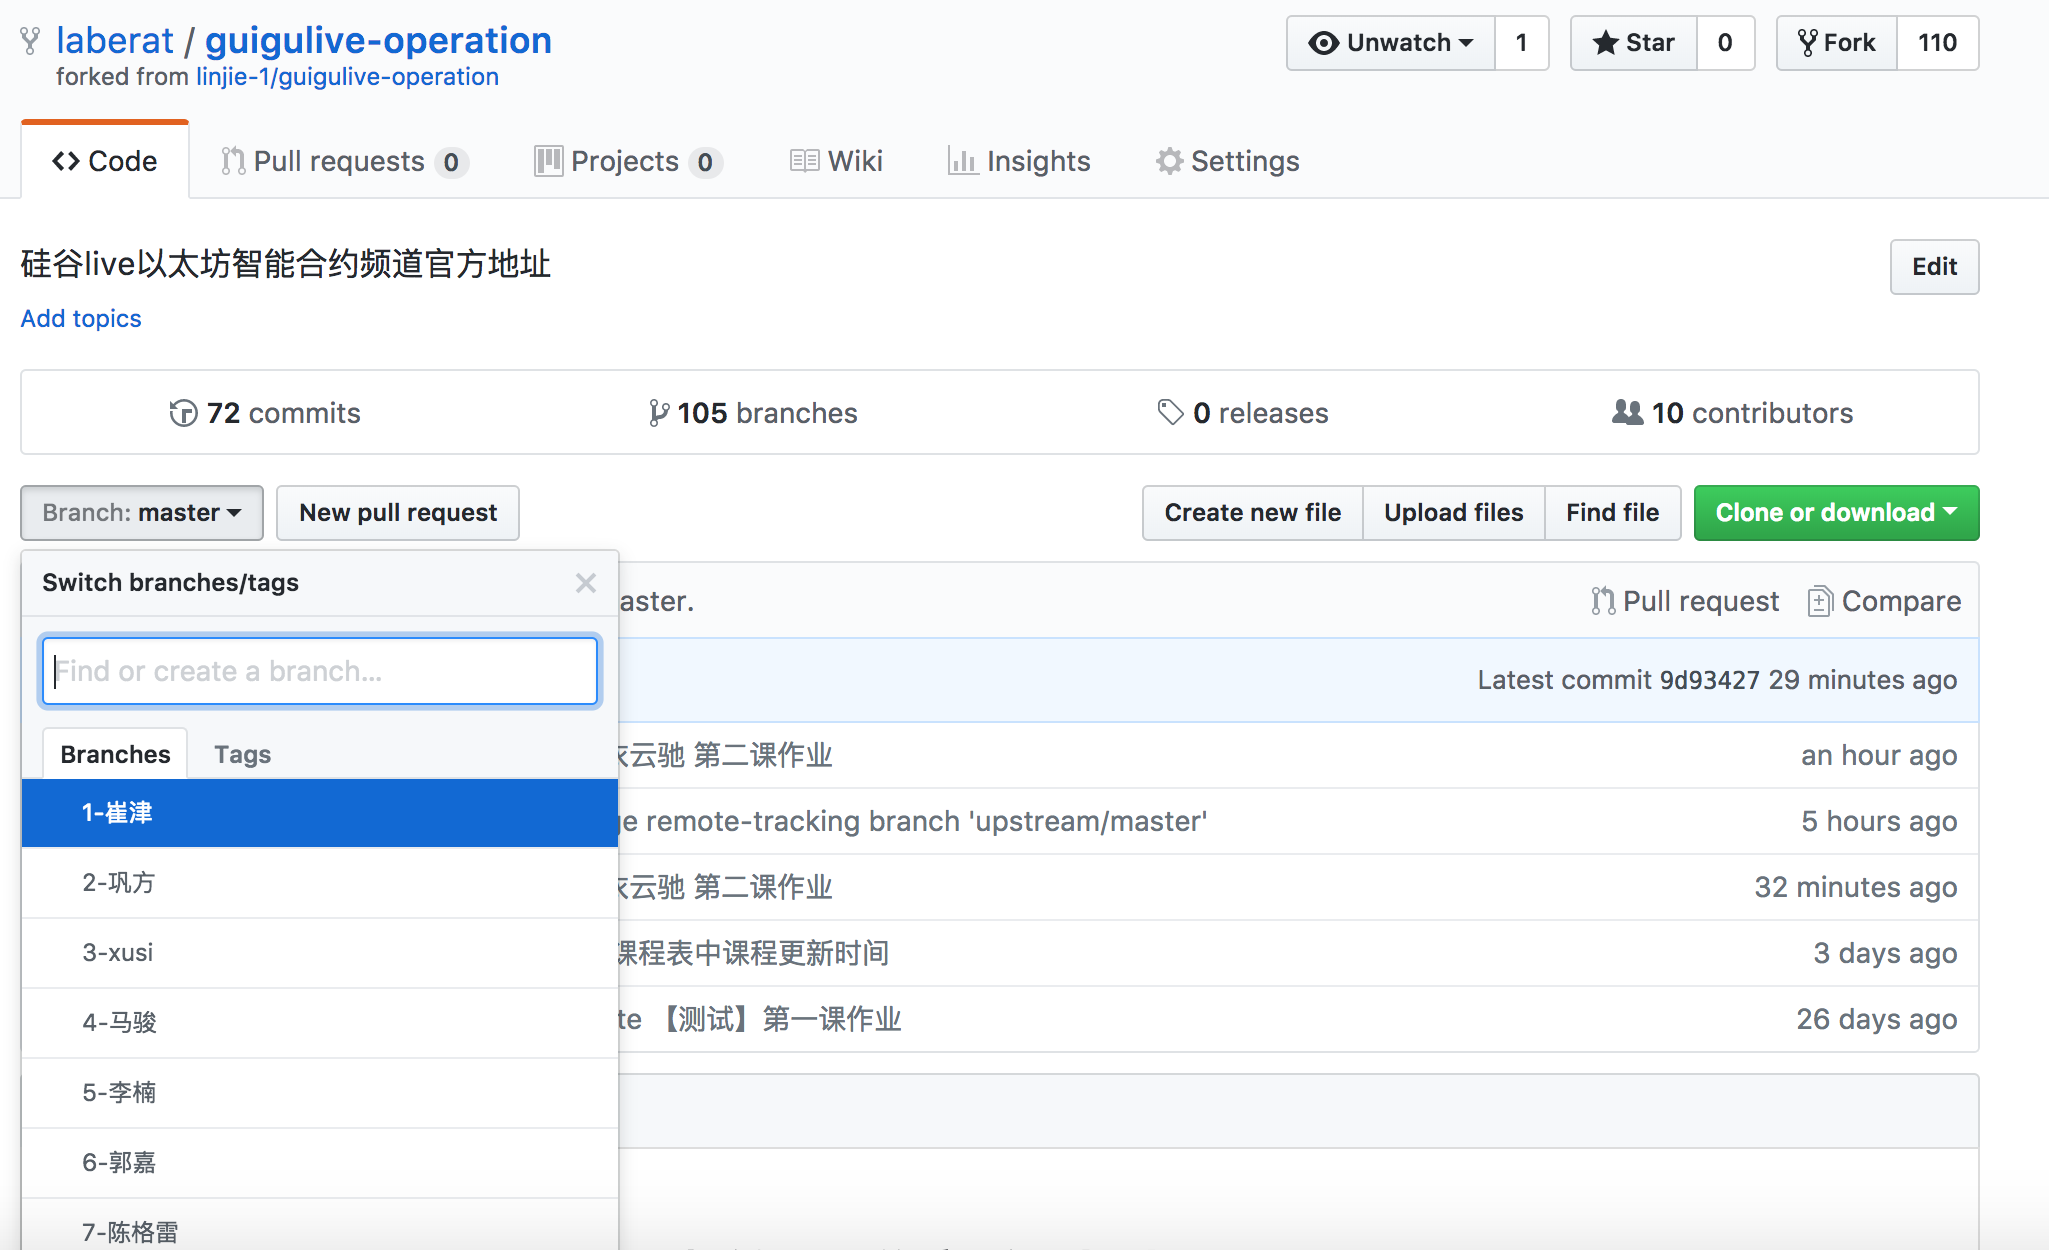 laberat / guigulive-operation
forked from linjie-1/guigulive-operation
Unwatch 1
Star 0
Fork 110
Code
Pull requests 0
Projects 0
Wiki
Insights
Settings
硅谷live以太坊智能合约频道官方地址
Edit
Add topics
72 commits
105 branches
0 releases
10 contributors
Branch: master
New pull request
Create new file
Upload files
Find file
Clone or download
Switch branches/tags
aster.
Pull request
Compare
Find or create a branch...
Latest commit 9d93427 29 minutes ago
Branches
Tags
云驰 第二课作业
an hour ago
1-崔津
e remote-tracking branch 'upstream/master'
5 hours ago
2-巩方
云驰 第二课作业
32 minutes ago
3-xusi
课程表中课程更新时间
3 days ago
4-马骏
te 【测试】第一课作业
26 days ago
5-李楠
6-郭嘉
7-陈格雷